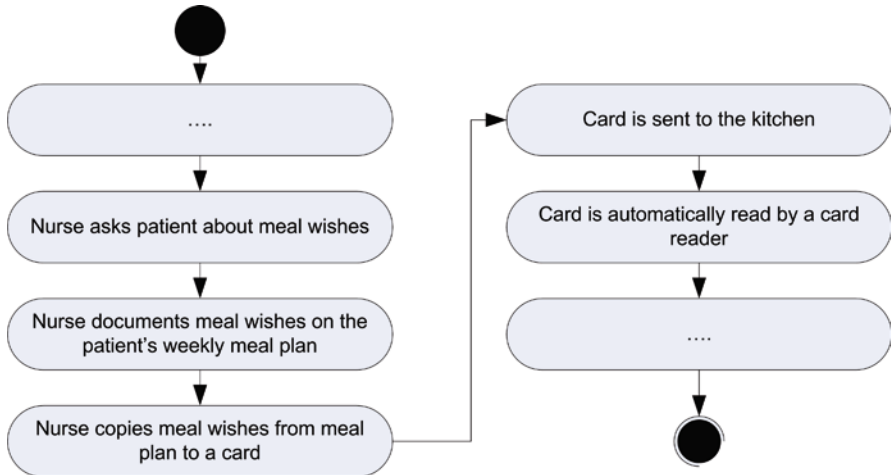 ....
Nurse asks patient about meal wishes
Nurse documents meal wishes on the
patient's weekly meal plan
Nurse copies meal wishes from meal
plan to a card
Card is sent to the kitchen
Card is automatically read by a card
reader
....